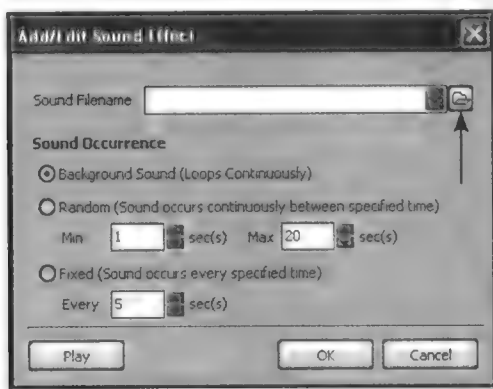 Add/Edit Sound Effect
Sound Filename
Sound Occurrence
Background Sound (Loops Continuously)
Random (Sound occurs continuously between specified time)
Min 1 sec(s) Max 20 sec(s)
Fixed (Sound occurs every specified time)
Every 5 sec(s)
Play OK Cancel